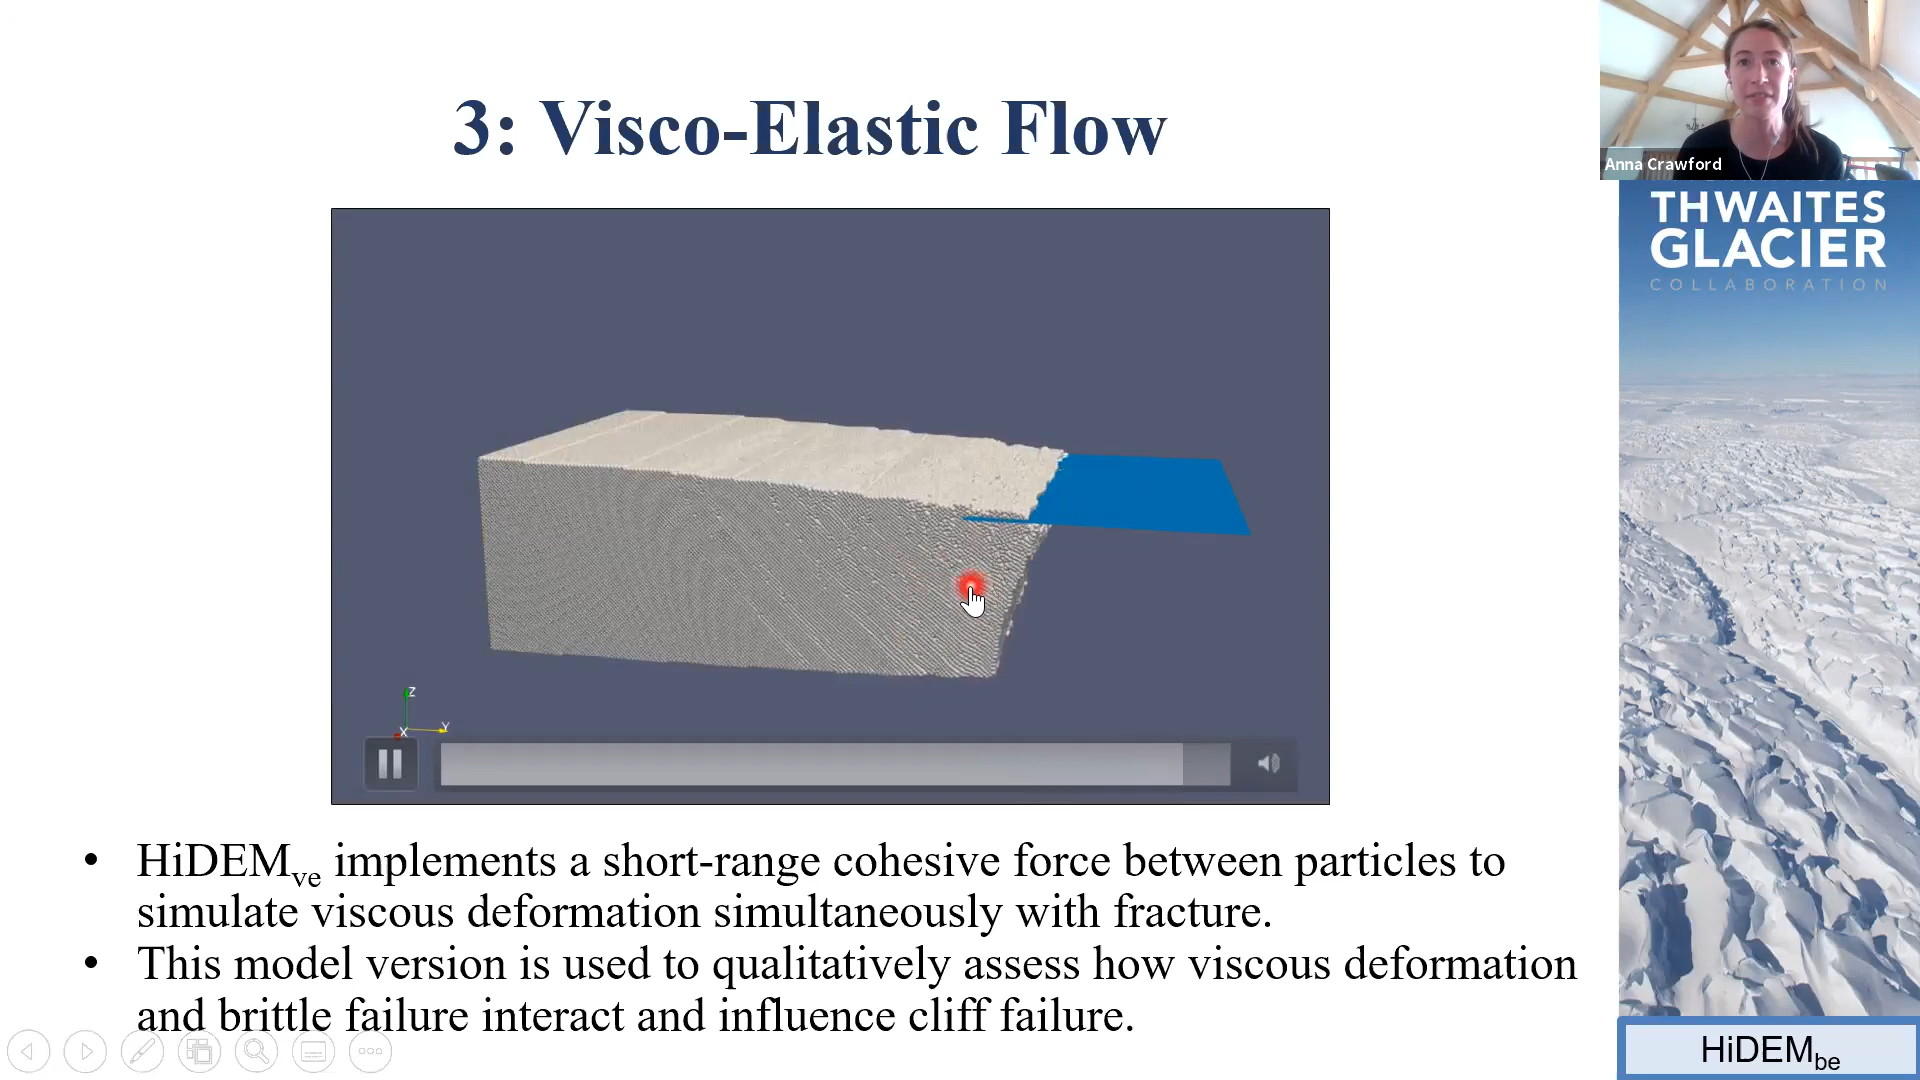 3: Visco-Elastic Flow
Anna Crawford
THWAITES
GLACIER
COLLABORATION
Z
X
Y
• HiDEMve implements a short-range cohesive force between particles to
simulate viscous deformation simultaneously with fracture.
• This model version is used to qualitatively assess how viscous deformation
and brittle failure interact and influence cliff failure.
HiDEMbe